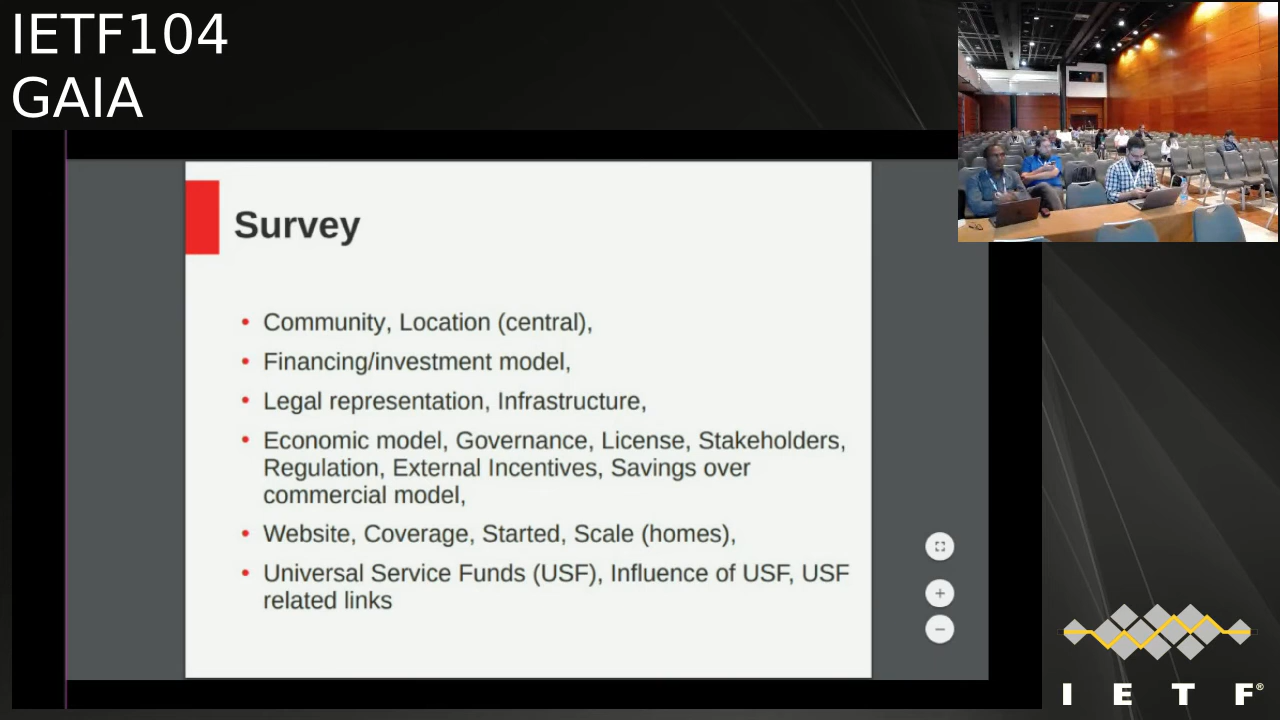 IETF104
GAIA
Survey
• Community, Location (central),
• Financing/investment model,
• Legal representation, Infrastructure,
• Economic model, Governance, License, Stakeholders,
Regulation, External Incentives, Savings over
commercial model,
• Website, Coverage, Started, Scale (homes),
• Universal Service Funds (USF), Influence of USF, USF
related links
I E T F®